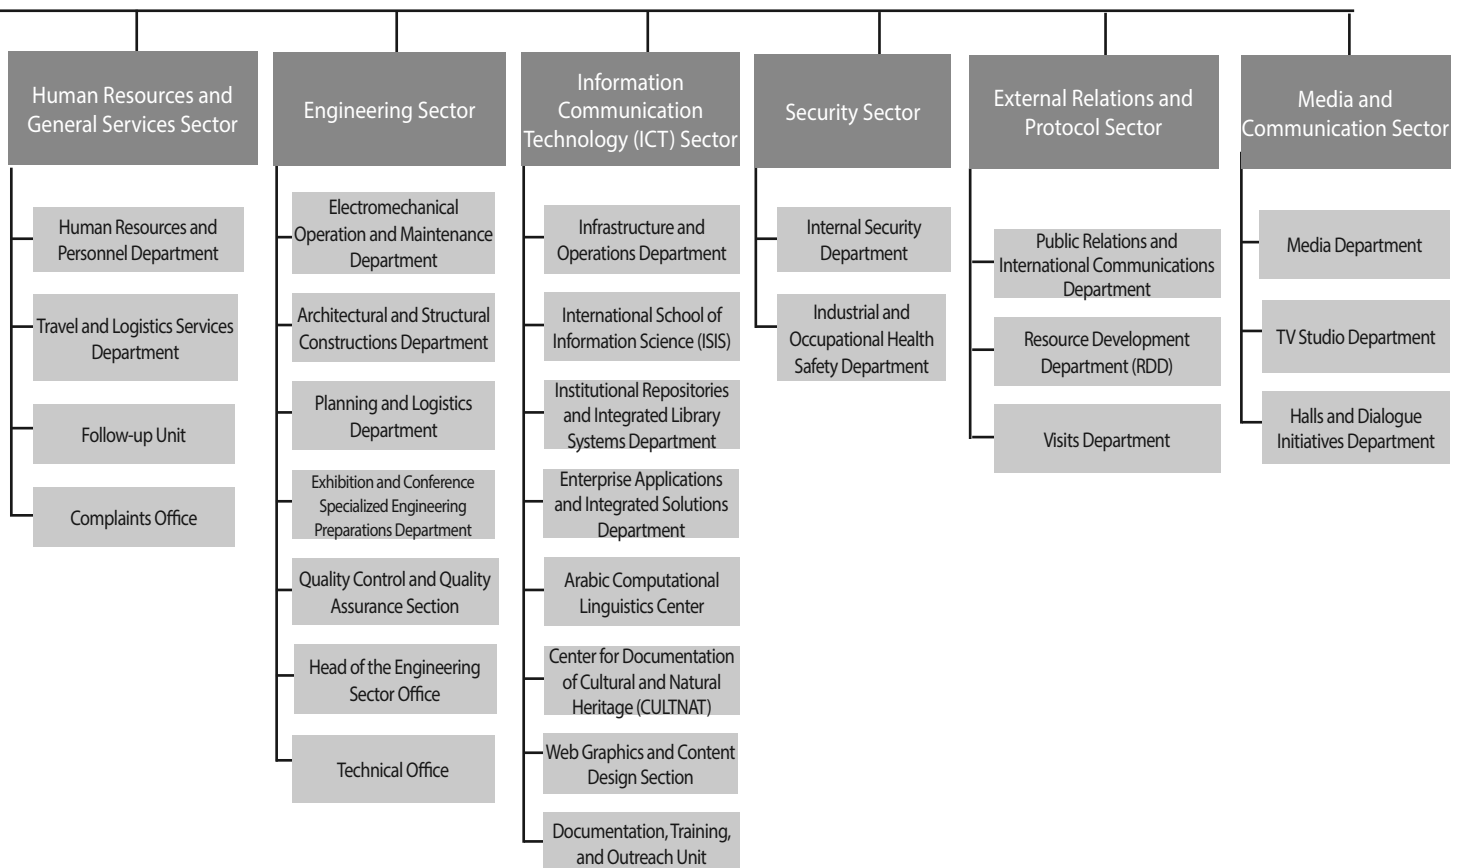 Human Resources and
General Services Sector
Human Resources and
Personnel Department
Travel and Logistics Services
Department
Follow-up Unit
Complaints Office
Engineering Sector
Electromechanical
Operation and Maintenance
Department
Architectural and Structural
Constructions Department
Planning and Logistics
Department
Exhibition and Conference
Specialized Engineering
Preparations Department
Quality Control and Quality
Assurance Section
Head of the Engineering
Sector Office
Technical Office
Information
Communication
Technology (ICT) Sector
Infrastructure and
Operations Department
International School of
Information Science (ISIS)
Institutional Repositories
and Integrated Library
Systems Department
Enterprise Applications
and Integrated Solutions
Department
Arabic Computational
Linguistics Center
Center for Documentation
of Cultural and Natural
Heritage (CULTNAT)
Web Graphics and Content
Design Section
Documentation, Training,
and Outreach Unit
Security Sector
Internal Security
Department
Industrial and
Occupational Health
Safety Department
External Relations and
Protocol Sector
Public Relations and
International Communications
Department
Resource Development
Department (RDD)
Visits Department
Media and
Communication Sector
Media Department
TV Studio Department
Halls and Dialogue
Initiatives Department